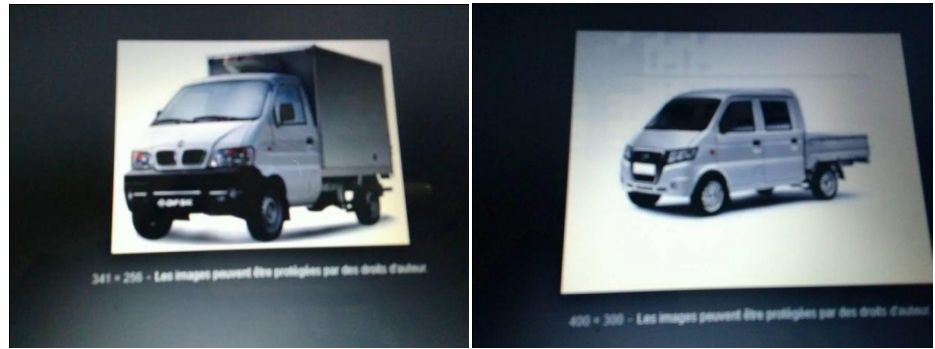 DFSK
341 × 256 - Les images peuvent être protégées par des droits d'auteur.
400 × 300 - Les images peuvent être protégées par des droits d'auteur.